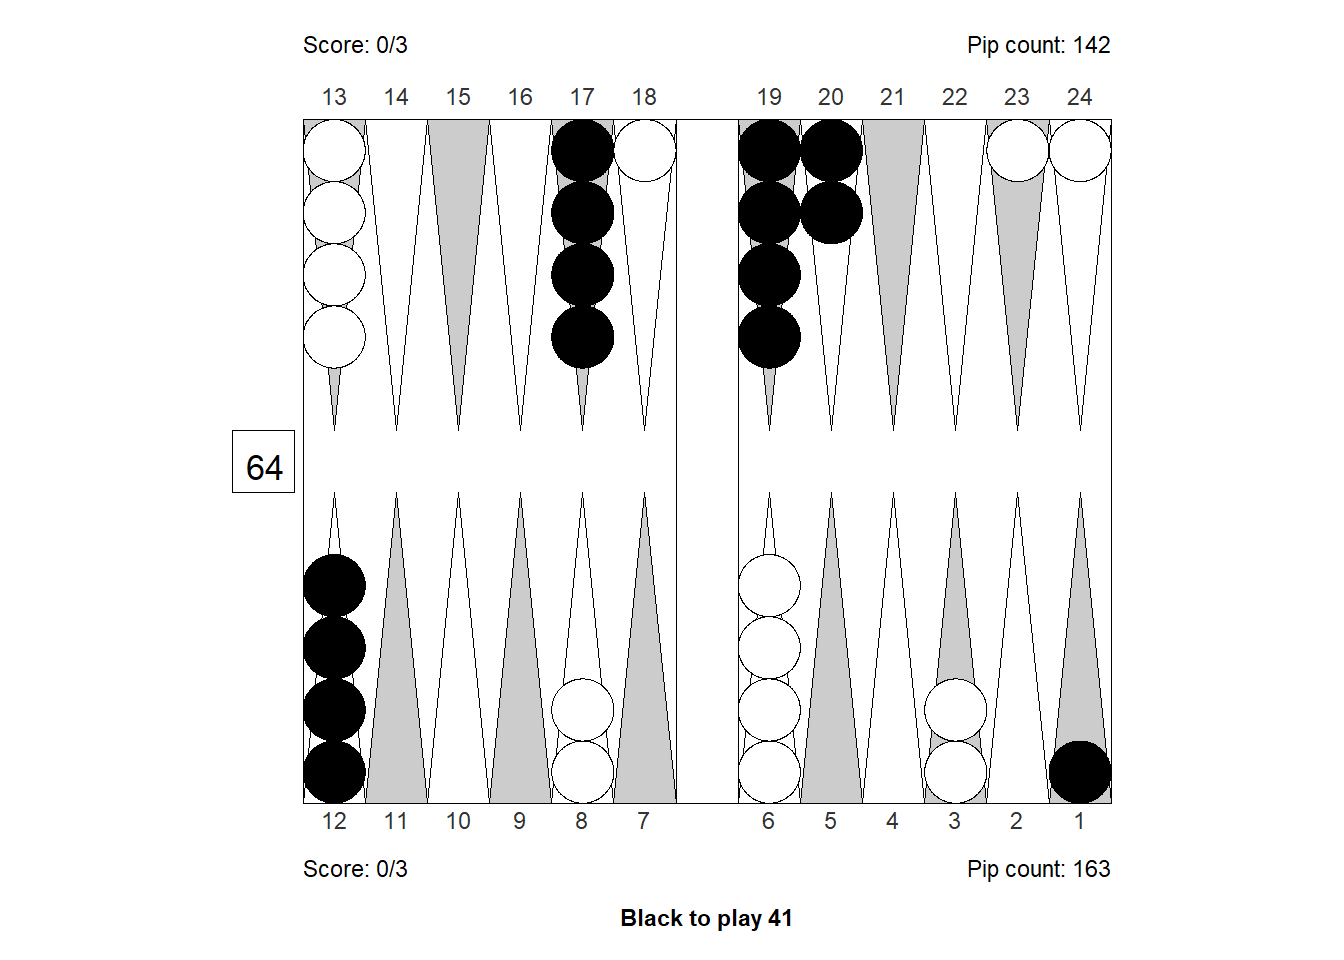 Score: 0/3 Pip count: 142
13 14 15 16 17 18 19 20 21 22 23 24
64
12 11 10 9 8 7 6 5 4 3 2 1
Score: 0/3 Pip count: 163
Black to play 41